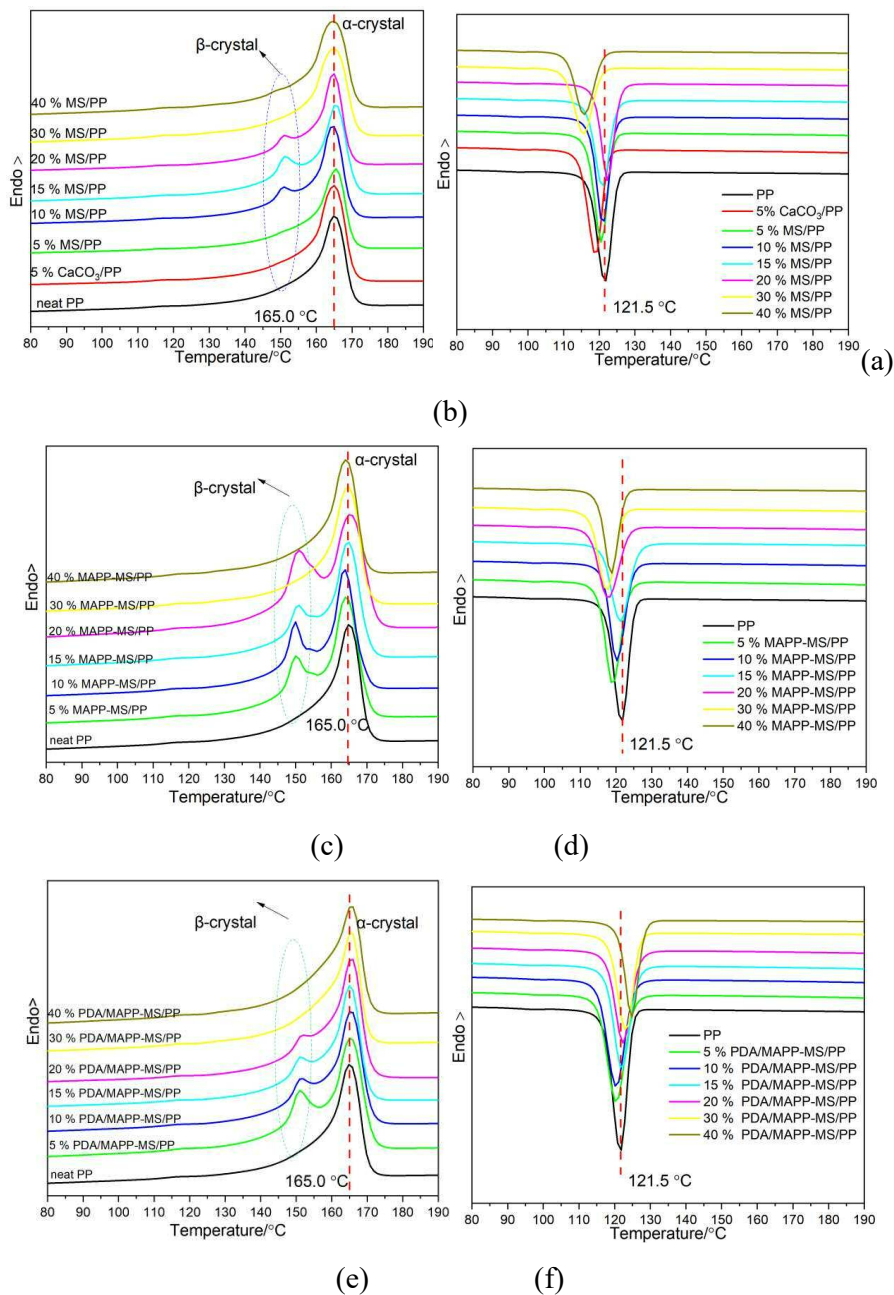 α-crystal
β-crystal
40 % MS/PP
30 % MS/PP
20 % MS/PP
15 % MS/PP
10 % MS/PP
5 % MS/PP
5 % CaCO₃/PP
neat PP
165.0 °C
Endo >
80 90 100 110 120 130 140 150 160 170 180 190
Temperature/°C
Endo >
PP
5% CaCO₃/PP
5 % MS/PP
10 % MS/PP
15 % MS/PP
20 % MS/PP
30 % MS/PP
40 % MS/PP
121.5 °C
80 90 100 110 120 130 140 150 160 170 180 190
Temperature/°C
(a)
(b)
α-crystal
β-crystal
40 % MAPP-MS/PP
30 % MAPP-MS/PP
20 % MAPP-MS/PP
15 % MAPP-MS/PP
10 % MAPP-MS/PP
5 % MAPP-MS/PP
neat PP
165.0 °C
Endo>
80 90 100 110 120 130 140 150 160 170 180 190
Temperature/°C
Endo >
PP
5 % MAPP-MS/PP
10 % MAPP-MS/PP
15 % MAPP-MS/PP
20 % MAPP-MS/PP
30 % MAPP-MS/PP
40 % MAPP-MS/PP
121.5 °C
80 90 100 110 120 130 140 150 160 170 180 190
Temperature/°C
(c)
(d)
β-crystal
α-crystal
40 % PDA/MAPP-MS/PP
30 % PDA/MAPP-MS/PP
20 % PDA/MAPP-MS/PP
15 % PDA/MAPP-MS/PP
10 % PDA/MAPP-MS/PP
5 % PDA/MAPP-MS/PP
neat PP
165.0 °C
Endo>
80 90 100 110 120 130 140 150 160 170 180 190
Temperature/°C
Endo >
PP
5 % PDA/MAPP-MS/PP
10 % PDA/MAPP-MS/PP
15 % PDA/MAPP-MS/PP
20 % PDA/MAPP-MS/PP
30 % PDA/MAPP-MS/PP
40 % PDA/MAPP-MS/PP
121.5 °C
80 90 100 110 120 130 140 150 160 170 180 190
Temperature/°C
(e)
(f)